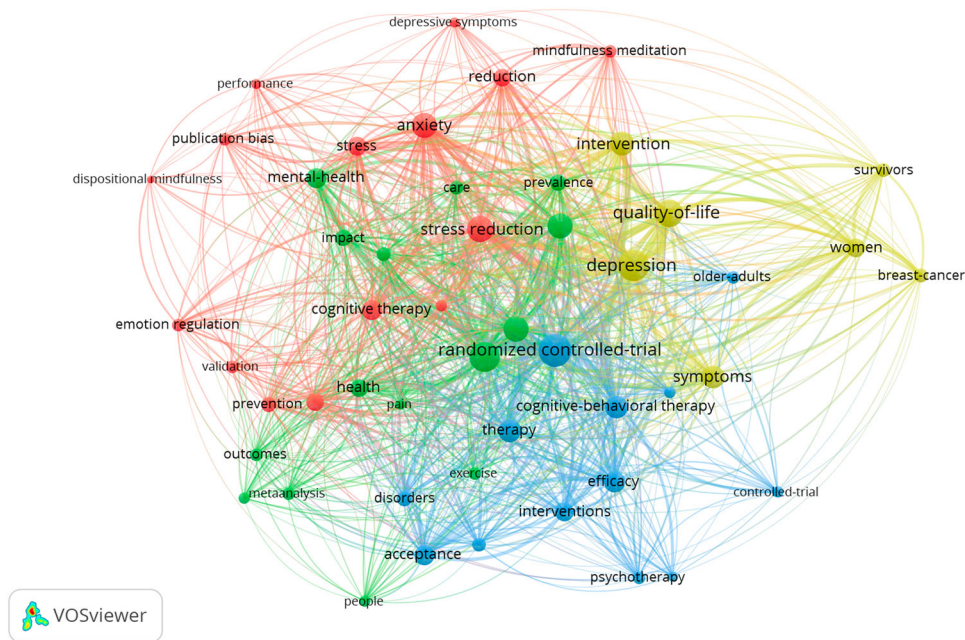 depressive symptoms
mindfulness meditation
reduction
performance
anxiety
publication bias
stress
intervention
survivors
dispositional mindfulness
mental-health
care
prevalence
quality-of-life
stress reduction
impact
women
depression
older-adults
breast-cancer
cognitive therapy
emotion regulation
randomized controlled-trial
validation
symptoms
health
prevention
pain
cognitive-behavioral therapy
therapy
outcomes
exercise
efficacy
metaanalysis
disorders
controlled-trial
interventions
acceptance
psychotherapy
people
VOSviewer